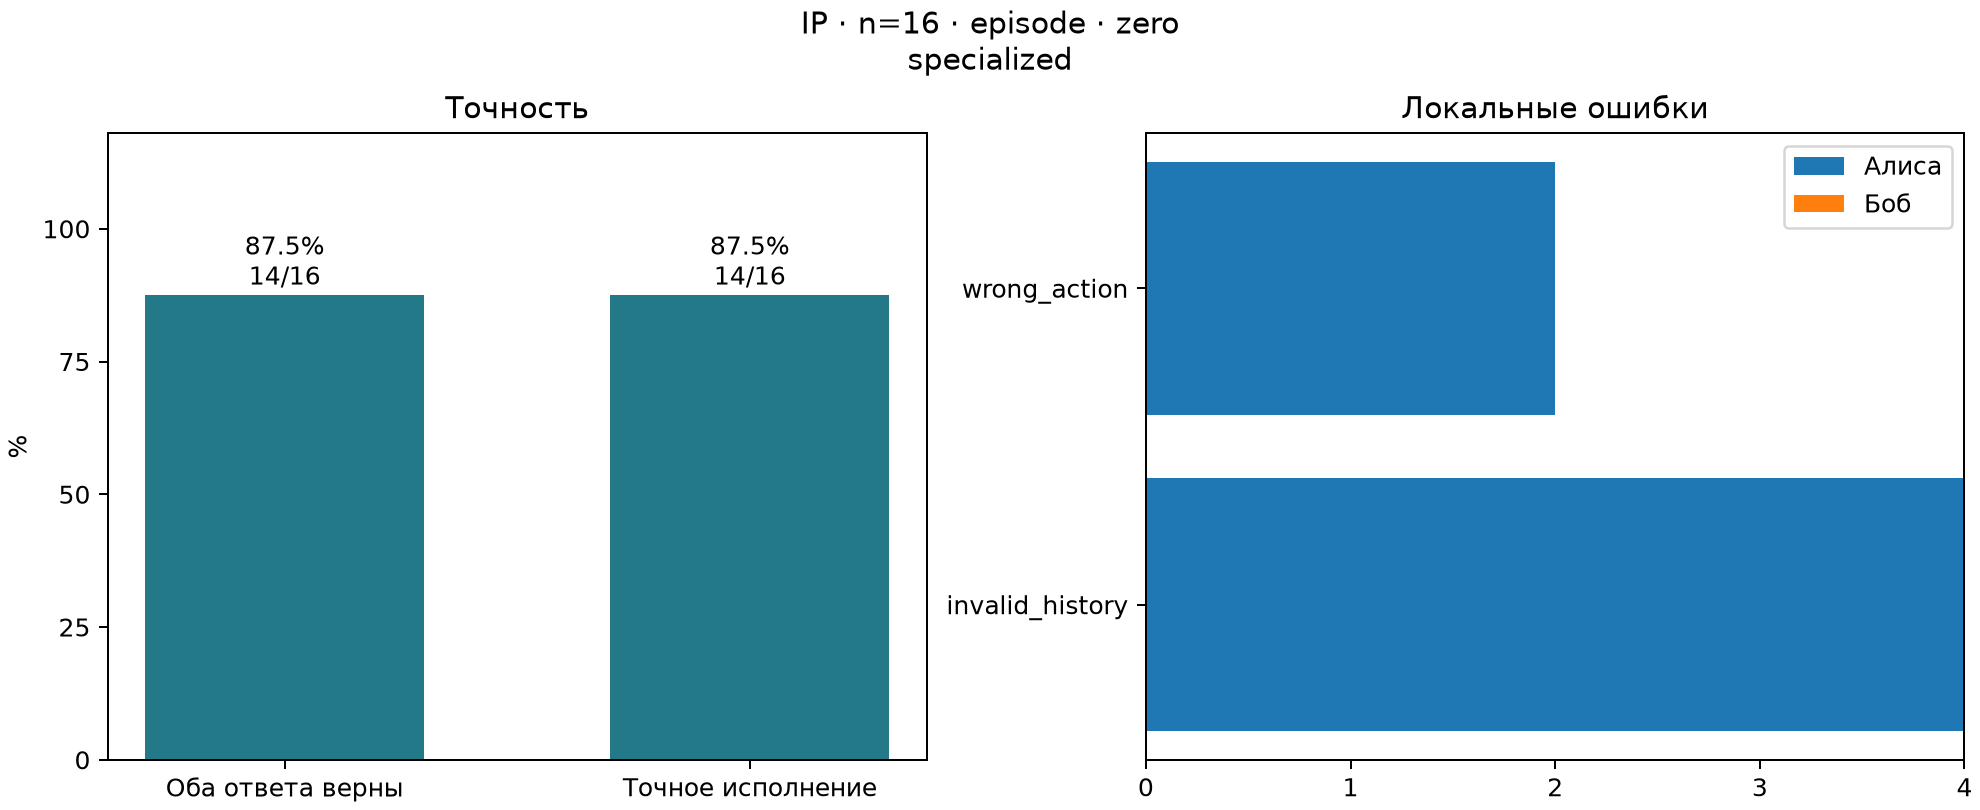 IP · n=16 · episode · zero
specialized
Точность
%
100
75
50
25
0
87.5%
14/16
87.5%
14/16
Оба ответа верны
Точное исполнение
Локальные ошибки
Алиса
Боб
wrong_action
invalid_history
0
1
2
3
4